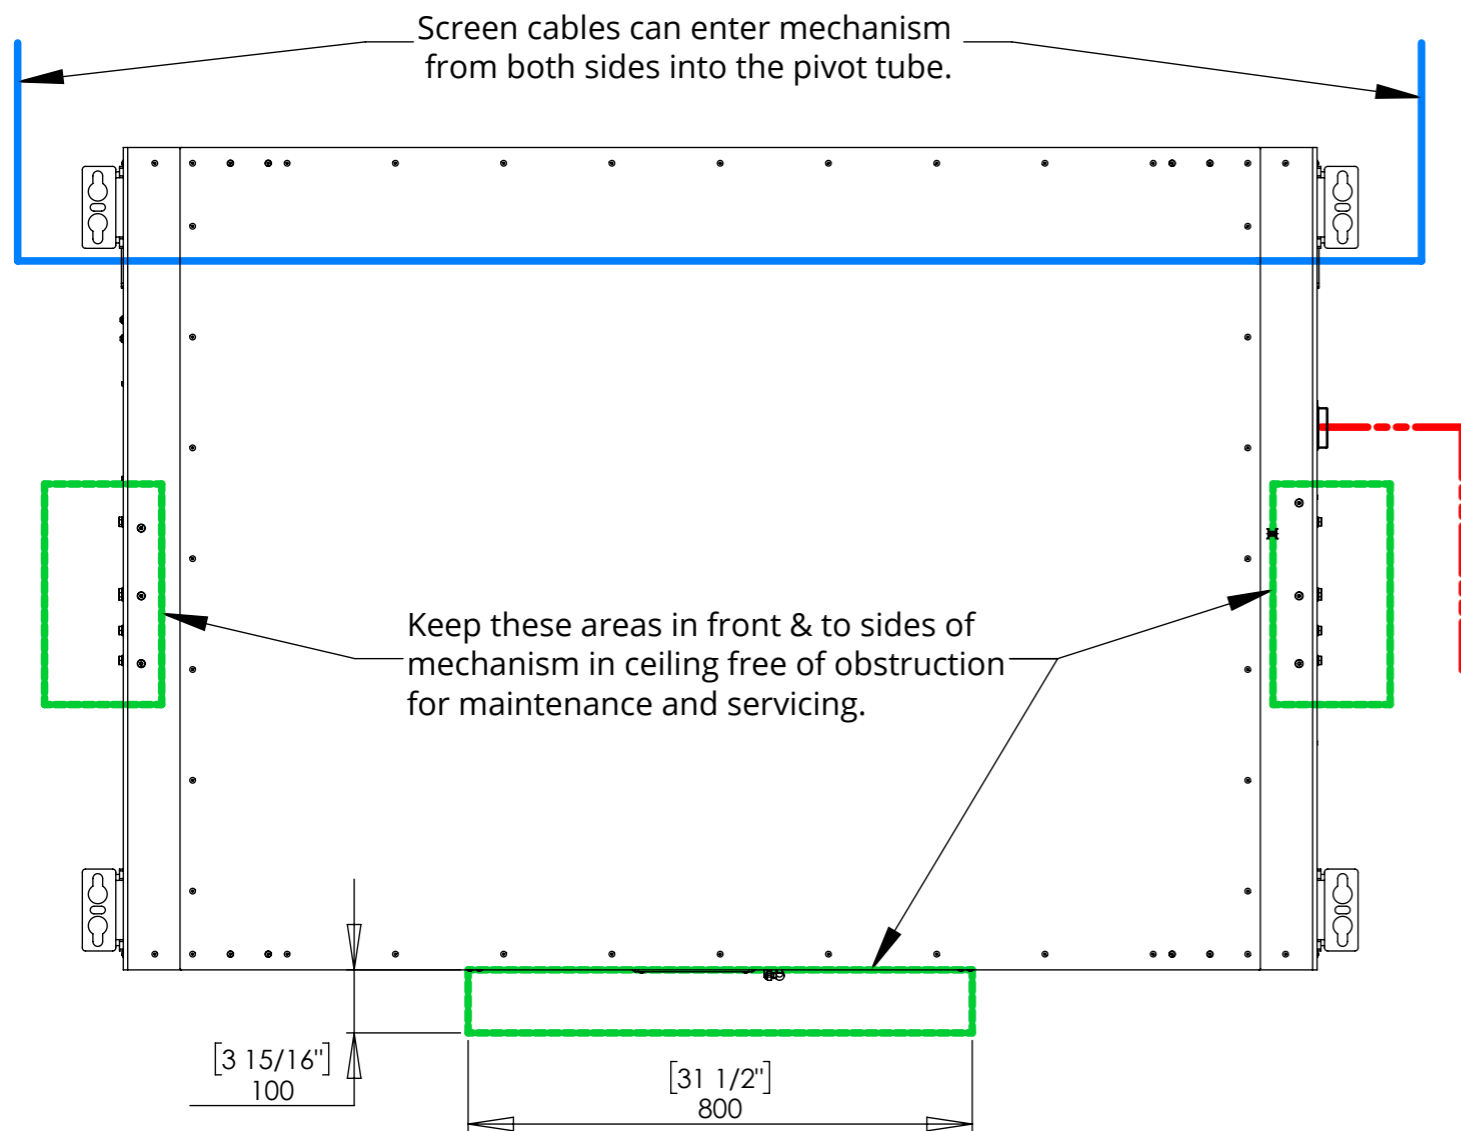 Screen cables can enter mechanism
from both sides into the pivot tube.
Keep these areas in front & to sides of
mechanism in ceiling free of obstruction
for maintenance and servicing.
[3 15/16"]
100
[31 1/2"]
800